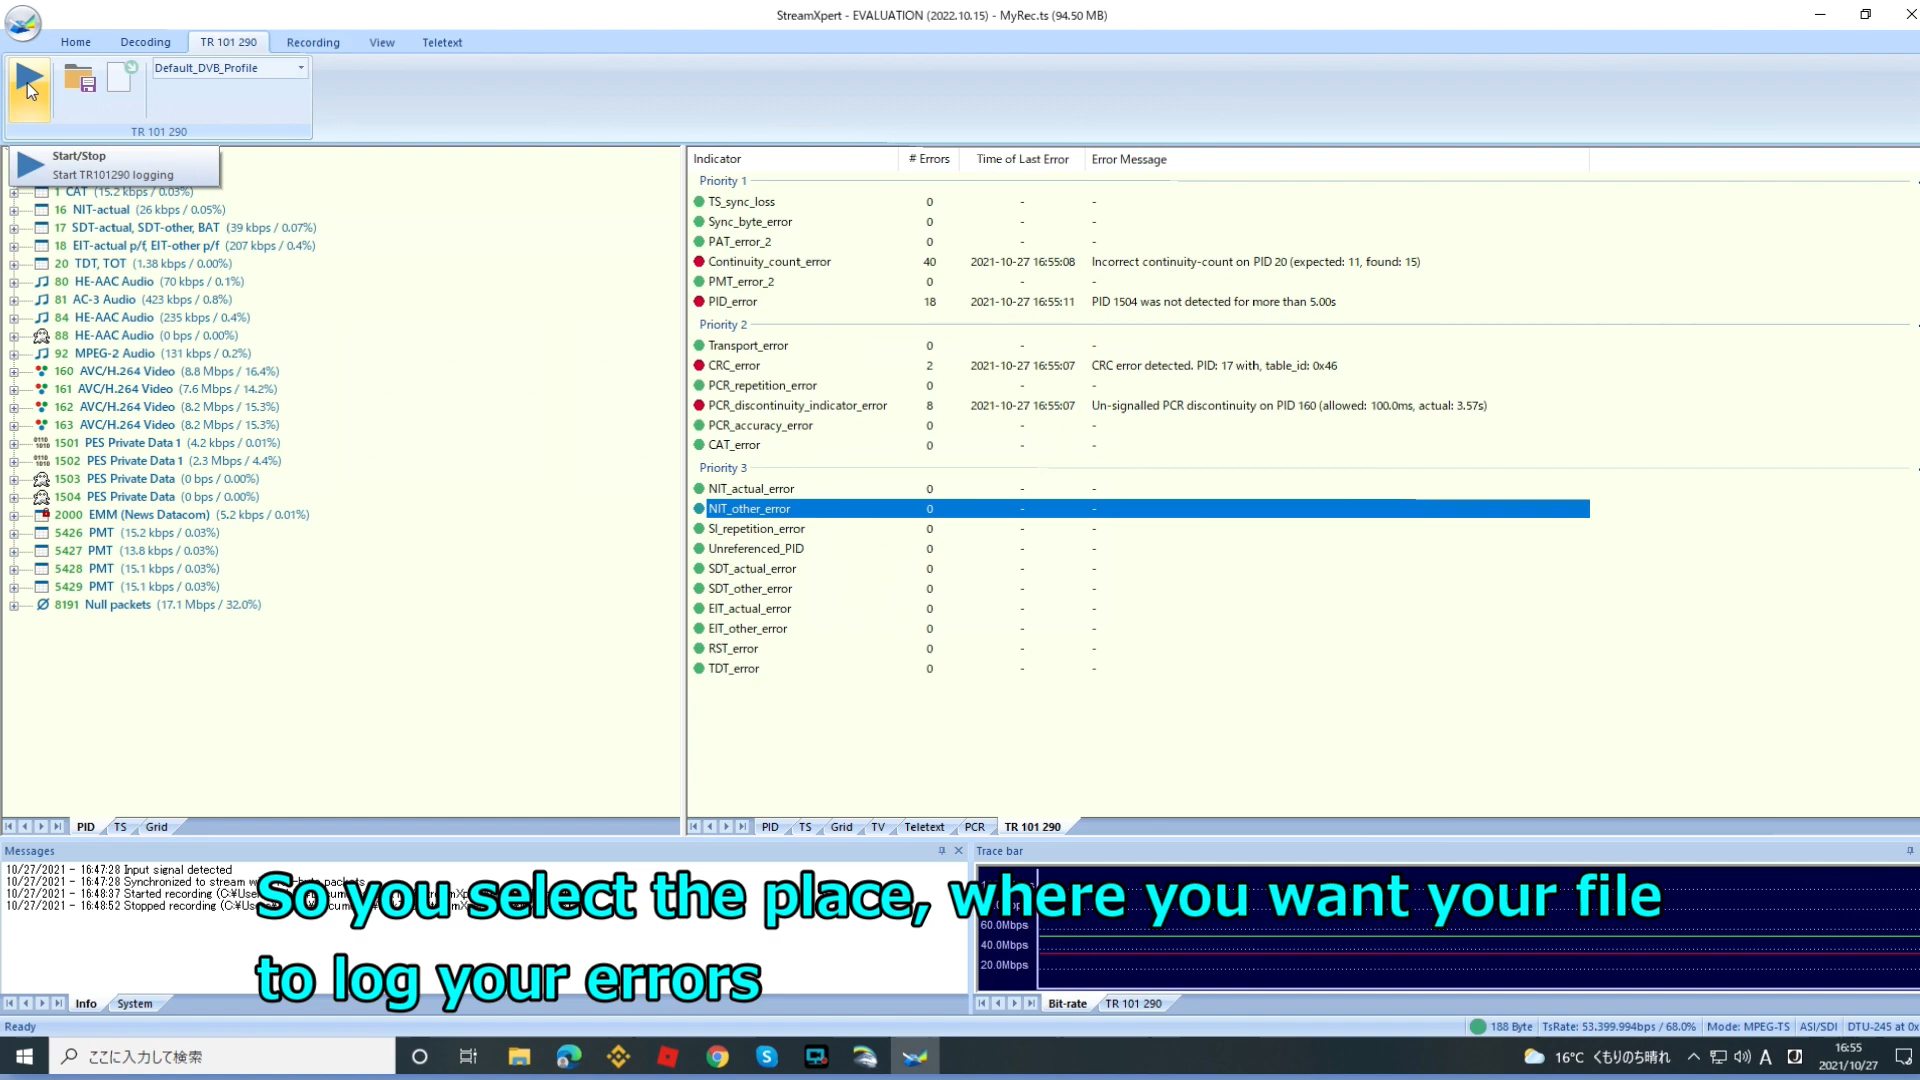 StreamXpert - EVALUATION (2022.10.15) - MyRec.ts (94.50 MB)
Home Decoding TR 101 290 Recording View Teletext
Default_DVB_Profile
TR 101 290
Start/Stop
Start TR101290 logging
1 CAT (15.2 kbps / 0.03%)
16 NIT-actual (26 kbps / 0.05%)
17 SDT-actual, SDT-other, BAT (39 kbps / 0.07%)
18 EIT-actual p/f, EIT-other p/f (207 kbps / 0.4%)
20 TDT, TOT (1.38 kbps / 0.00%)
80 HE-AAC Audio (70 kbps / 0.1%)
81 AC-3 Audio (423 kbps / 0.8%)
84 HE-AAC Audio (235 kbps / 0.4%)
88 HE-AAC Audio (0 bps / 0.00%)
92 MPEG-2 Audio (131 kbps / 0.2%)
160 AVC/H.264 Video (8.8 Mbps / 16.4%)
161 AVC/H.264 Video (7.6 Mbps / 14.2%)
162 AVC/H.264 Video (8.2 Mbps / 15.3%)
163 AVC/H.264 Video (8.2 Mbps / 15.3%)
1501 PES Private Data 1 (4.2 kbps / 0.01%)
1502 PES Private Data 1 (2.3 Mbps / 4.4%)
1503 PES Private Data (0 bps / 0.00%)
1504 PES Private Data (0 bps / 0.00%)
2000 EMM (News Datacom) (5.2 kbps / 0.01%)
5426 PMT (15.2 kbps / 0.03%)
5427 PMT (13.8 kbps / 0.03%)
5428 PMT (15.1 kbps / 0.03%)
5429 PMT (15.1 kbps / 0.03%)
8191 Null packets (17.1 Mbps / 32.0%)
PID TS Grid
Indicator # Errors Time of Last Error Error Message
Priority 1
TS_sync_loss 0 - -
Sync_byte_error 0 - -
PAT_error_2 0 - -
Continuity_count_error 40 2021-10-27 16:55:08 Incorrect continuity-count on PID 20 (expected: 11, found: 15)
PMT_error_2 0 - -
PID_error 18 2021-10-27 16:55:11 PID 1504 was not detected for more than 5.00s
Priority 2
Transport_error 0 - -
CRC_error 2 2021-10-27 16:55:07 CRC error detected. PID: 17 with, table_id: 0x46
PCR_repetition_error 0 - -
PCR_discontinuity_indicator_error 8 2021-10-27 16:55:07 Un-signalled PCR discontinuity on PID 160 (allowed: 100.0ms, actual: 3.57s)
PCR_accuracy_error 0 - -
CAT_error 0 - -
Priority 3
NIT_actual_error 0 - -
NIT_other_error 0 - -
SI_repetition_error 0 - -
Unreferenced_PID 0 - -
SDT_actual_error 0 - -
SDT_other_error 0 - -
EIT_actual_error 0 - -
EIT_other_error 0 - -
RST_error 0 - -
TDT_error 0 - -
PID TS Grid TV Teletext PCR TR 101 290
Messages
10/27/2021 - 16:47:28 Input signal detected
10/27/2021 - 16:47:28 Synchronized to stream
10/27/2021 - 16:48:37 Started recording
10/27/2021 - 16:48:52 Stopped recording
Info System
Trace bar
60.0Mbps
40.0Mbps
20.0Mbps
Bit-rate TR 101 290
So you select the place, where you want your file
to log your errors
Ready
188 Byte TsRate: 53.399.994bps / 68.0% Mode: MPEG-TS ASI/SDI DTU-245 at 0x
ここに入力して検索
16°C くもりのち晴れ A
16:55
2021/10/27